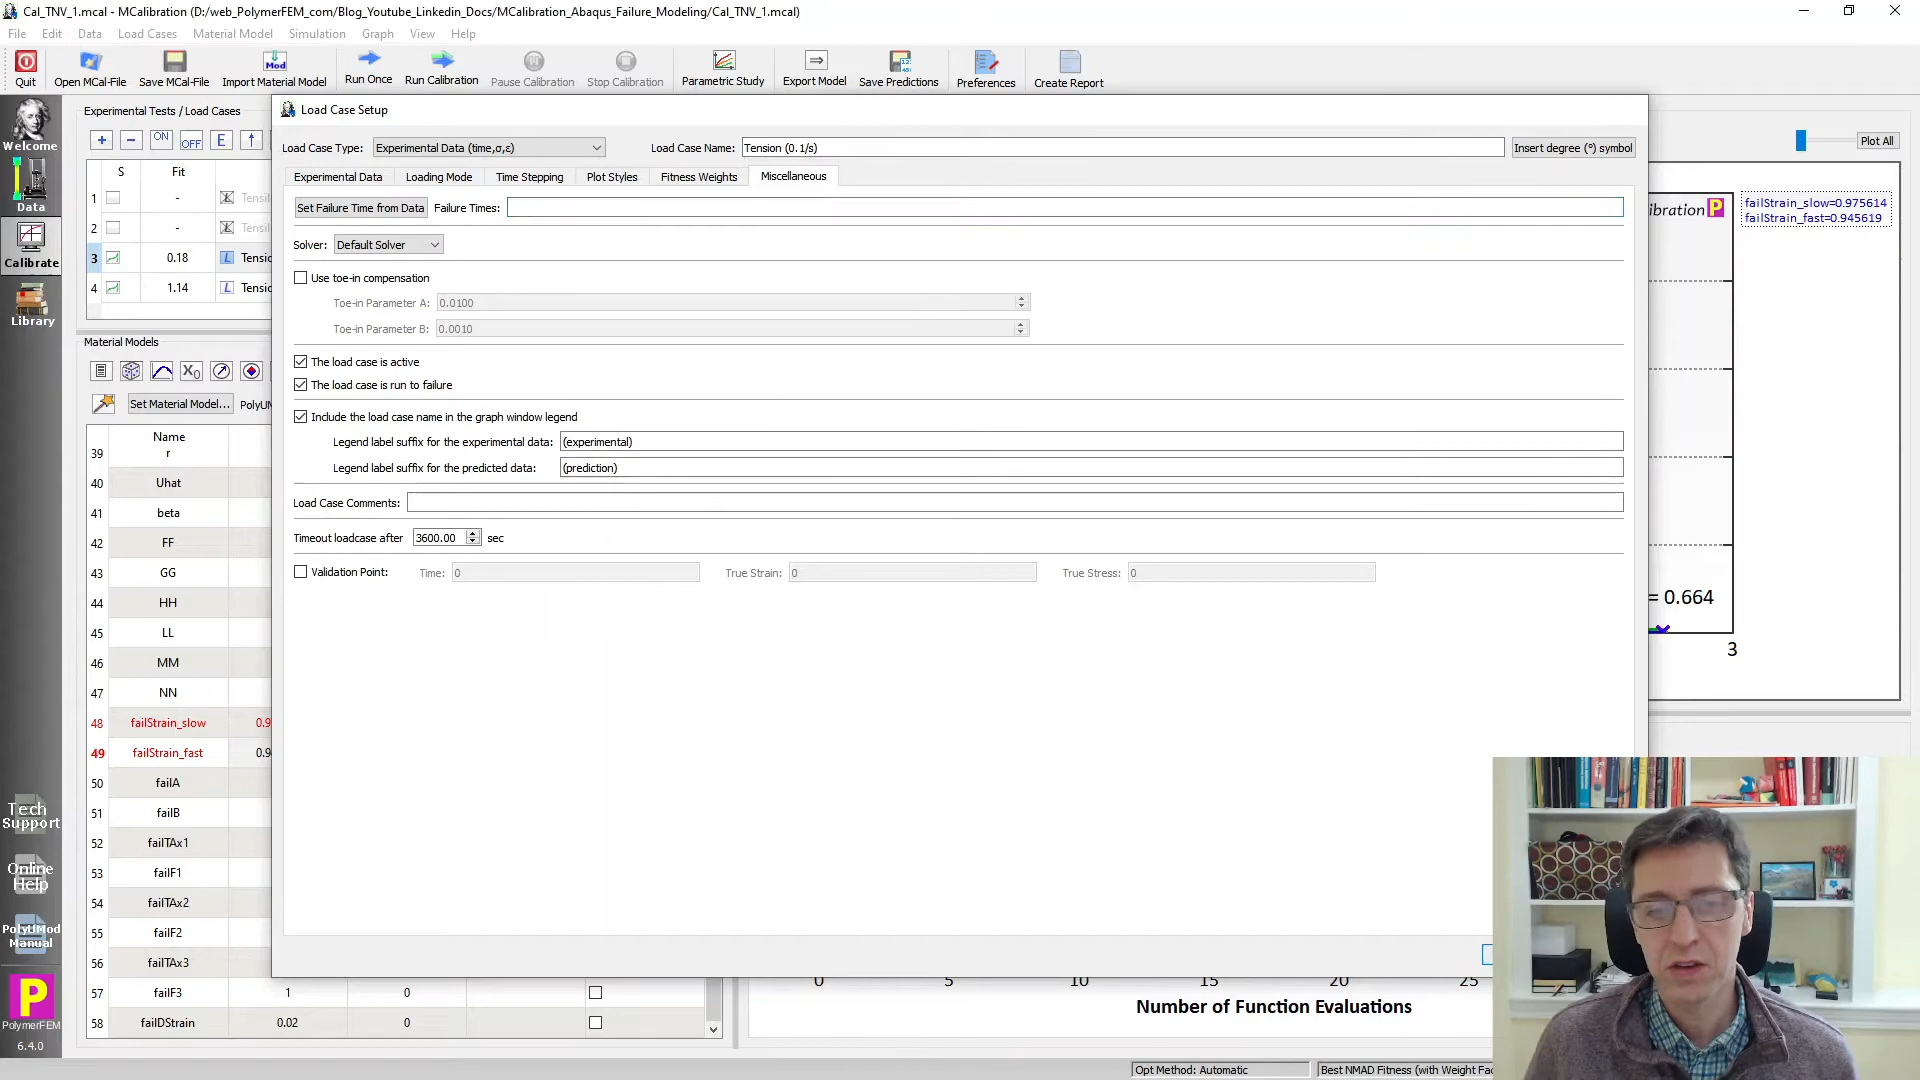 Cal_TNV_1.mcal - MCalibration (D:/web_PolymerFEM_com/Blog_Youtube_Linkedin_Docs/MCalibration_Abaqus_Failure_Modeling/Cal_TNV_1.mcal)
File Edit Data Load Cases Material Model Simulation Graph View Help
Quit Open MCal-File Save MCal-File Import Material Model Run Once Run Calibration Pause Calibration Stop Calibration Parametric Study Export Model Save Predictions Preferences Create Report
Welcome
Data
Calibrate
Library
Tech Support
Online Help
PolyUMod Manual
PolymerFEM
6.4.0
Experimental Tests / Load Cases
+ − ON OFF E ↑
S Fit
1 - Tensil
2 - Tensil
3 0.18 L Tensio
4 1.14 L Tensio
Material Models
Set Material Model... PolyUM
Name
39 r
40 Uhat
41 beta
42 FF
43 GG
44 HH
45 LL
46 MM
47 NN
48 failStrain_slow 0.9
49 failStrain_fast 0.9
50 failA
51 failB
52 failTAx1
53 failF1
54 failTAx2
55 failF2
56 failTAx3
57 failF3 1 0
58 failDStrain 0.02 0
Load Case Setup
Load Case Type: Experimental Data (time,σ,ε) Load Case Name: Tension (0.1/s) Insert degree (°) symbol
Experimental Data Loading Mode Time Stepping Plot Styles Fitness Weights Miscellaneous
Set Failure Time from Data Failure Times:
Solver: Default Solver
Use toe-in compensation
Toe-in Parameter A: 0.0100
Toe-in Parameter B: 0.0010
The load case is active
The load case is run to failure
Include the load case name in the graph window legend
Legend label suffix for the experimental data: (experimental)
Legend label suffix for the predicted data: (prediction)
Load Case Comments:
Timeout loadcase after 3600.00 sec
Validation Point: Time: 0 True Strain: 0 True Stress: 0
Plot All
ibration P
failStrain_slow=0.975614
failStrain_fast=0.945619
= 0.664
3
0 5 10 15 20 25
Number of Function Evaluations
Opt Method: Automatic Best NMAD Fitness (with Weight Fac